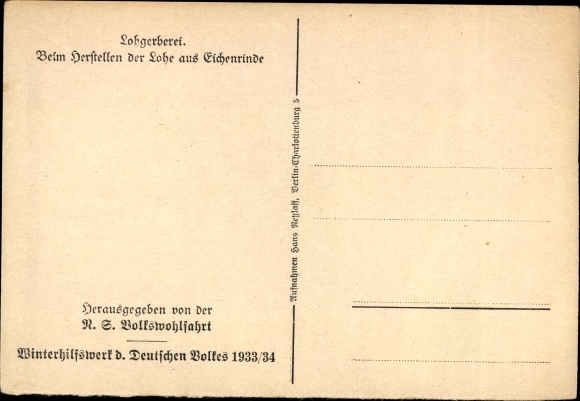 Lohgerberei.
Beim Herstellen der Lohe aus Eichenrinde
Aufnahmen Hans Retzlaff, Berlin-Charlottenburg 5
Herausgegeben von der
N. S. Volkswohlfahrt
Winterhilfswerk d. Deutschen Volkes 1933/34